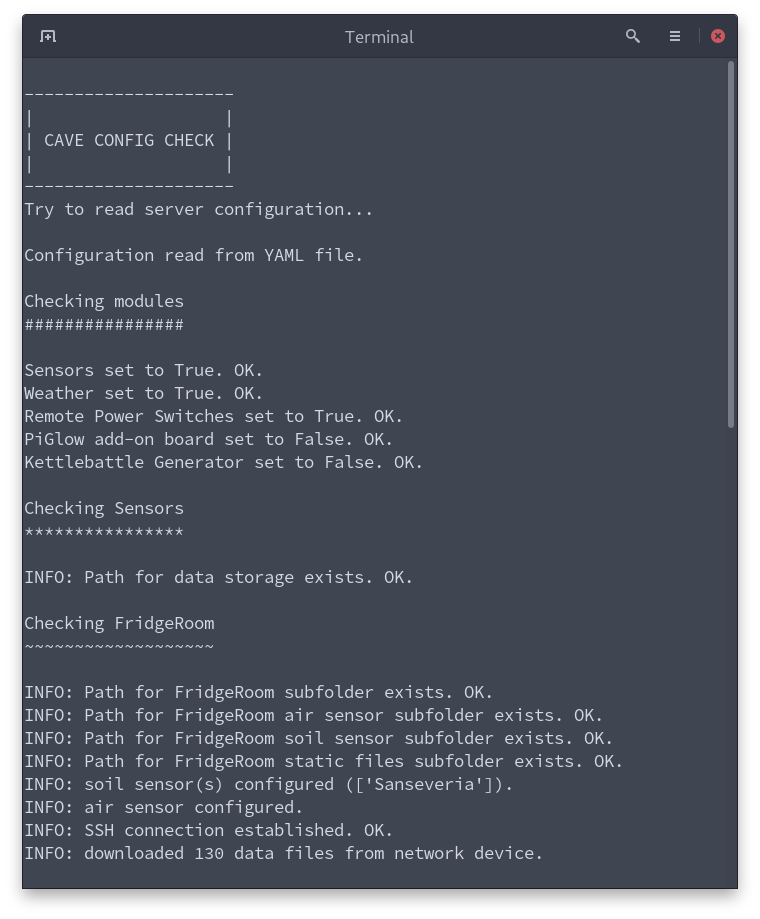 Terminal
---------------------
|                   |
| CAVE CONFIG CHECK |
|                   |
---------------------
Try to read server configuration...
Configuration read from YAML file.
Checking modules
################
Sensors set to True. OK.
Weather set to True. OK.
Remote Power Switches set to True. OK.
PiGlow add-on board set to False. OK.
Kettlebattle Generator set to False. OK.
Checking Sensors
****************
INFO: Path for data storage exists. OK.
Checking FridgeRoom
~~~~~~~~~~~~~~~~~~~
INFO: Path for FridgeRoom subfolder exists. OK.
INFO: Path for FridgeRoom air sensor subfolder exists. OK.
INFO: Path for FridgeRoom soil sensor subfolder exists. OK.
INFO: Path for FridgeRoom static files subfolder exists. OK.
INFO: soil sensor(s) configured (['Sanseveria']).
INFO: air sensor configured.
INFO: SSH connection established. OK.
INFO: downloaded 130 data files from network device.